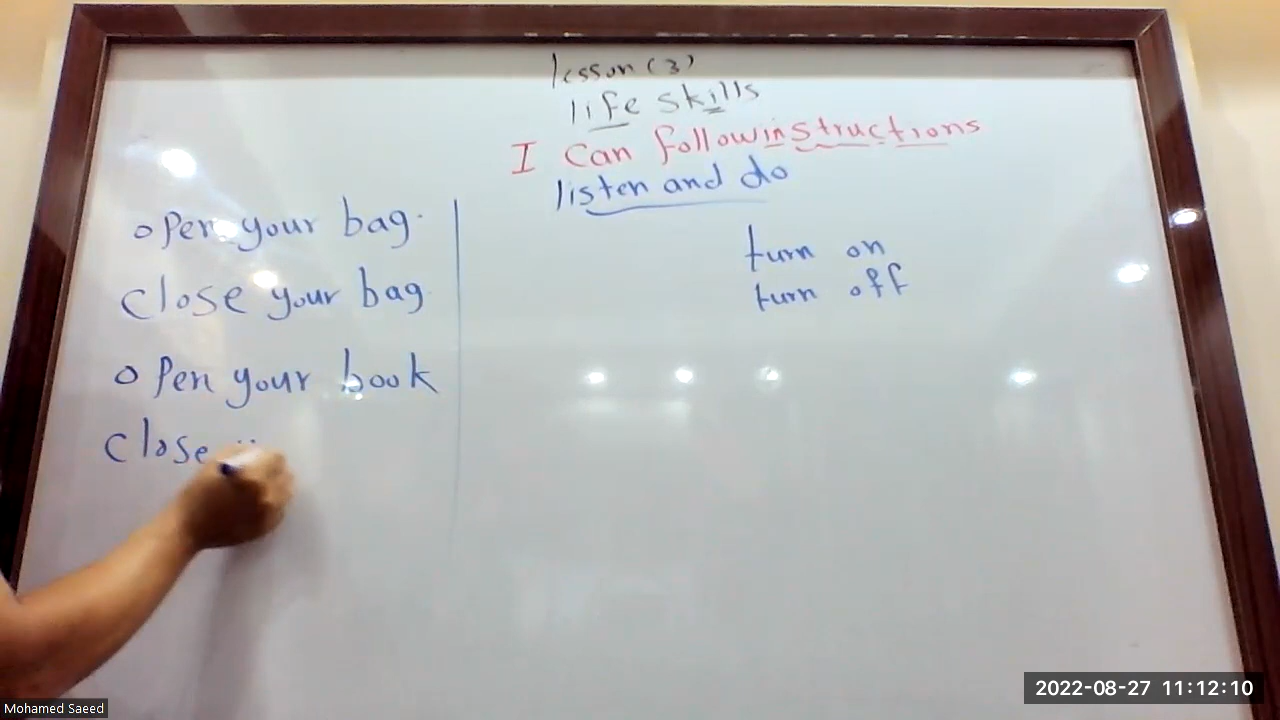 lesson (3)
life skills
I Can follow instructions
listen and do
open your bag.
Close your bag
open your book
Close
turn on
turn off
Mohamed Saeed
2022-08-27 11:12:10